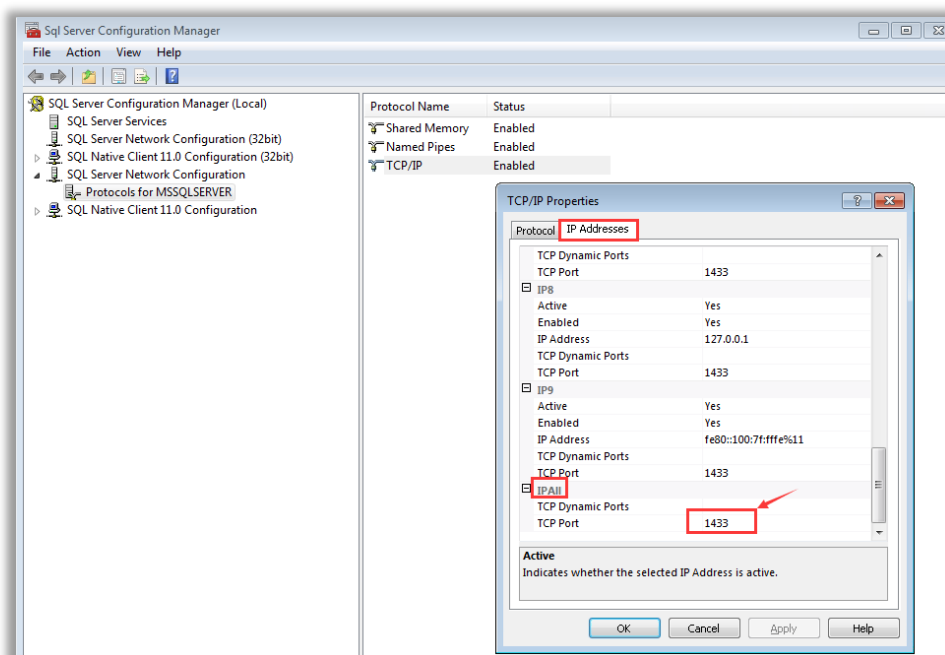 Sql Server Configuration Manager
File Action View Help
SQL Server Configuration Manager (Local)
SQL Server Services
SQL Server Network Configuration (32bit)
SQL Native Client 11.0 Configuration (32bit)
SQL Server Network Configuration
Protocols for MSSQLSERVER
SQL Native Client 11.0 Configuration
Protocol Name Status
Shared Memory Enabled
Named Pipes Enabled
TCP/IP Enabled
TCP/IP Properties
Protocol IP Addresses
TCP Dynamic Ports
TCP Port 1433
IP8
Active Yes
Enabled Yes
IP Address 127.0.0.1
TCP Dynamic Ports
TCP Port 1433
IP9
Active Yes
Enabled Yes
IP Address fe80::100:7f:fffe%11
TCP Dynamic Ports
TCP Port 1433
IPAll
TCP Dynamic Ports
TCP Port 1433
Active
Indicates whether the selected IP Address is active.
OK Cancel Apply Help